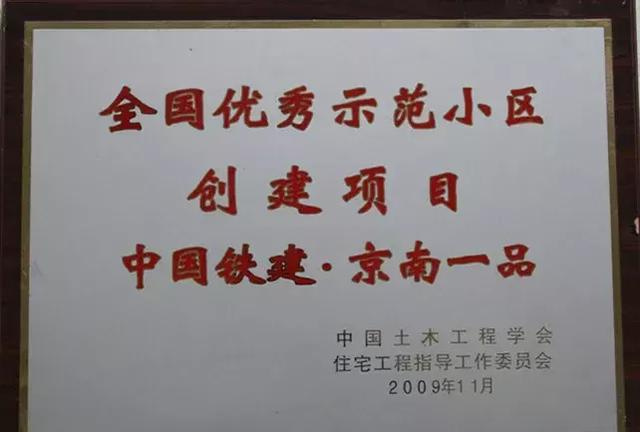 全国优秀示范小区
创建项目
中国铁建·京南一品
中国土木工程学会
住宅工程指导工作委员会
2009年11月